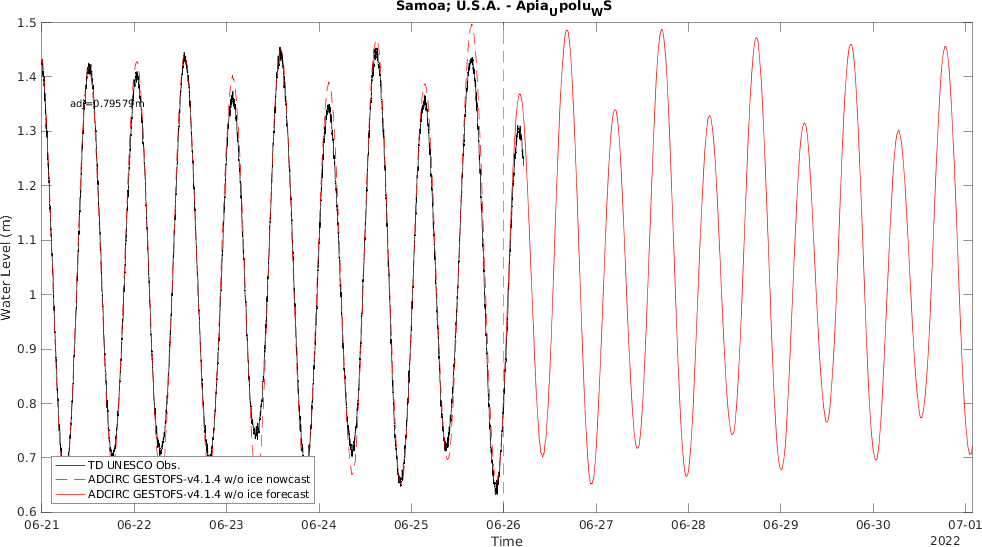 Samoa; U.S.A. - ApiaUpoluWS
1.5
1.4
adj=0.79579m
1.3
1.2
1.1
Water Level (m)
1
0.9
0.8
0.7
TD UNESCO Obs.
ADCIRC GESTOFS-v4.1.4 w/o ice nowcast
ADCIRC GESTOFS-v4.1.4 w/o ice forecast
0.6
06-21 06-22 06-23 06-24 06-25 06-26 06-27 06-28 06-29 06-30 07-01
Time
2022